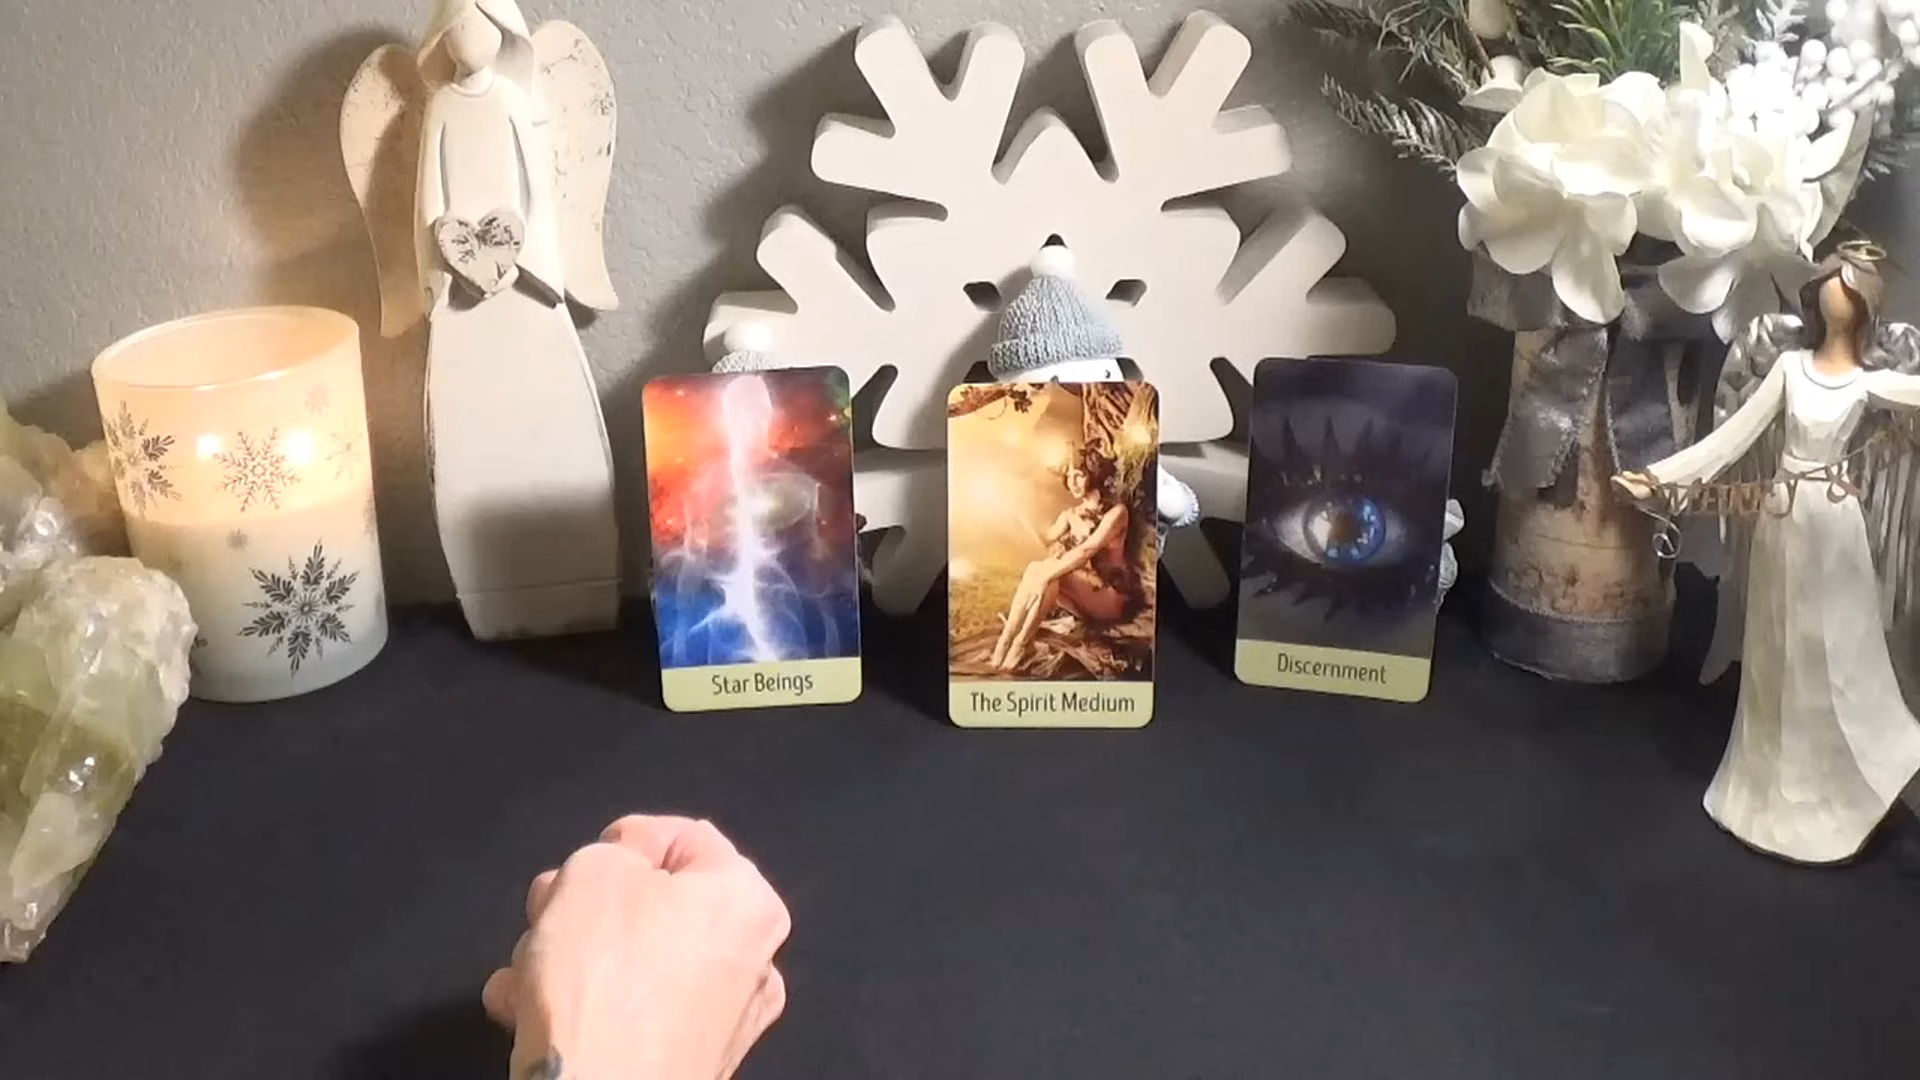 Star Beings
The Spirit Medium
Discernment